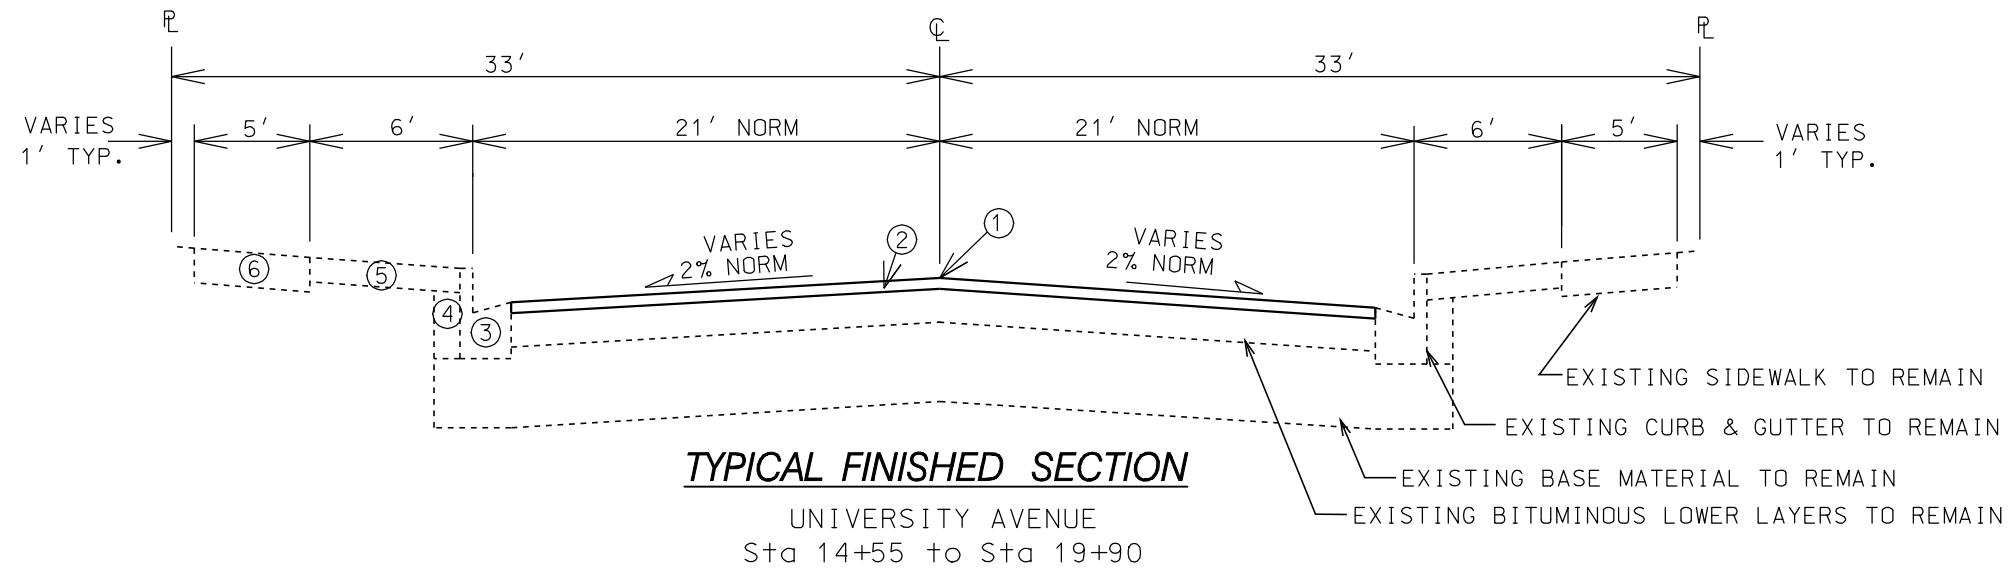 PL
CL
PL
33′
33′
VARIES
1′ TYP.
5′
6′
21′ NORM
21′ NORM
6′
5′
VARIES
1′ TYP.
VARIES
2% NORM
2
1
VARIES
2% NORM
6
5
4
3
EXISTING SIDEWALK TO REMAIN
EXISTING CURB & GUTTER TO REMAIN
EXISTING BASE MATERIAL TO REMAIN
EXISTING BITUMINOUS LOWER LAYERS TO REMAIN
TYPICAL FINISHED SECTION
UNIVERSITY AVENUE
Sta 14+55 to Sta 19+90